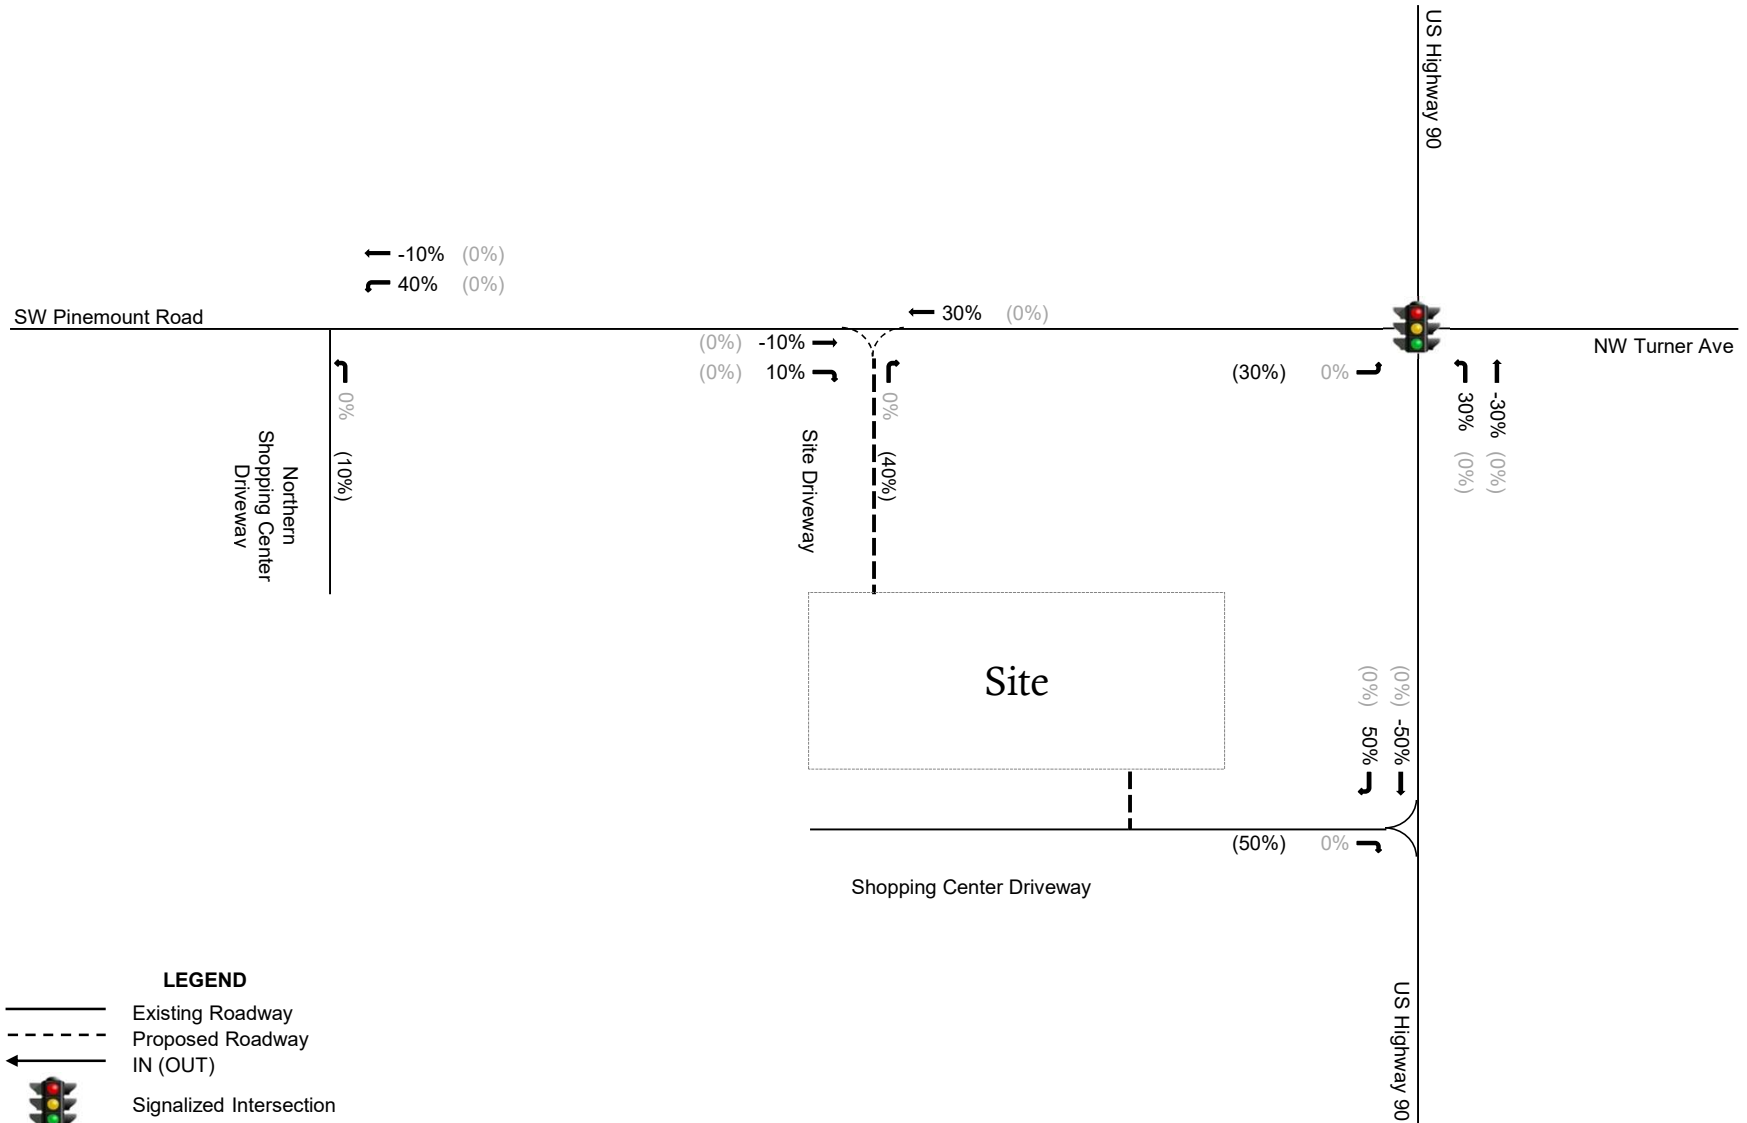 US Highway 90
-10% (0%)
40% (0%)
SW Pinemount Road
30% (0%)
(0%) -10%
(0%) 10%
NW Turner Ave
(30%) 0%
0% (10%)
0% (40%)
30% (0%)
-30% (0%)
Northern
Shopping Center
Driveway
Site Driveway
Site
(0%) 50%
(0%) -50%
(50%) 0%
Shopping Center Driveway
US Highway 90
LEGEND
Existing Roadway
Proposed Roadway
IN (OUT)
Signalized Intersection